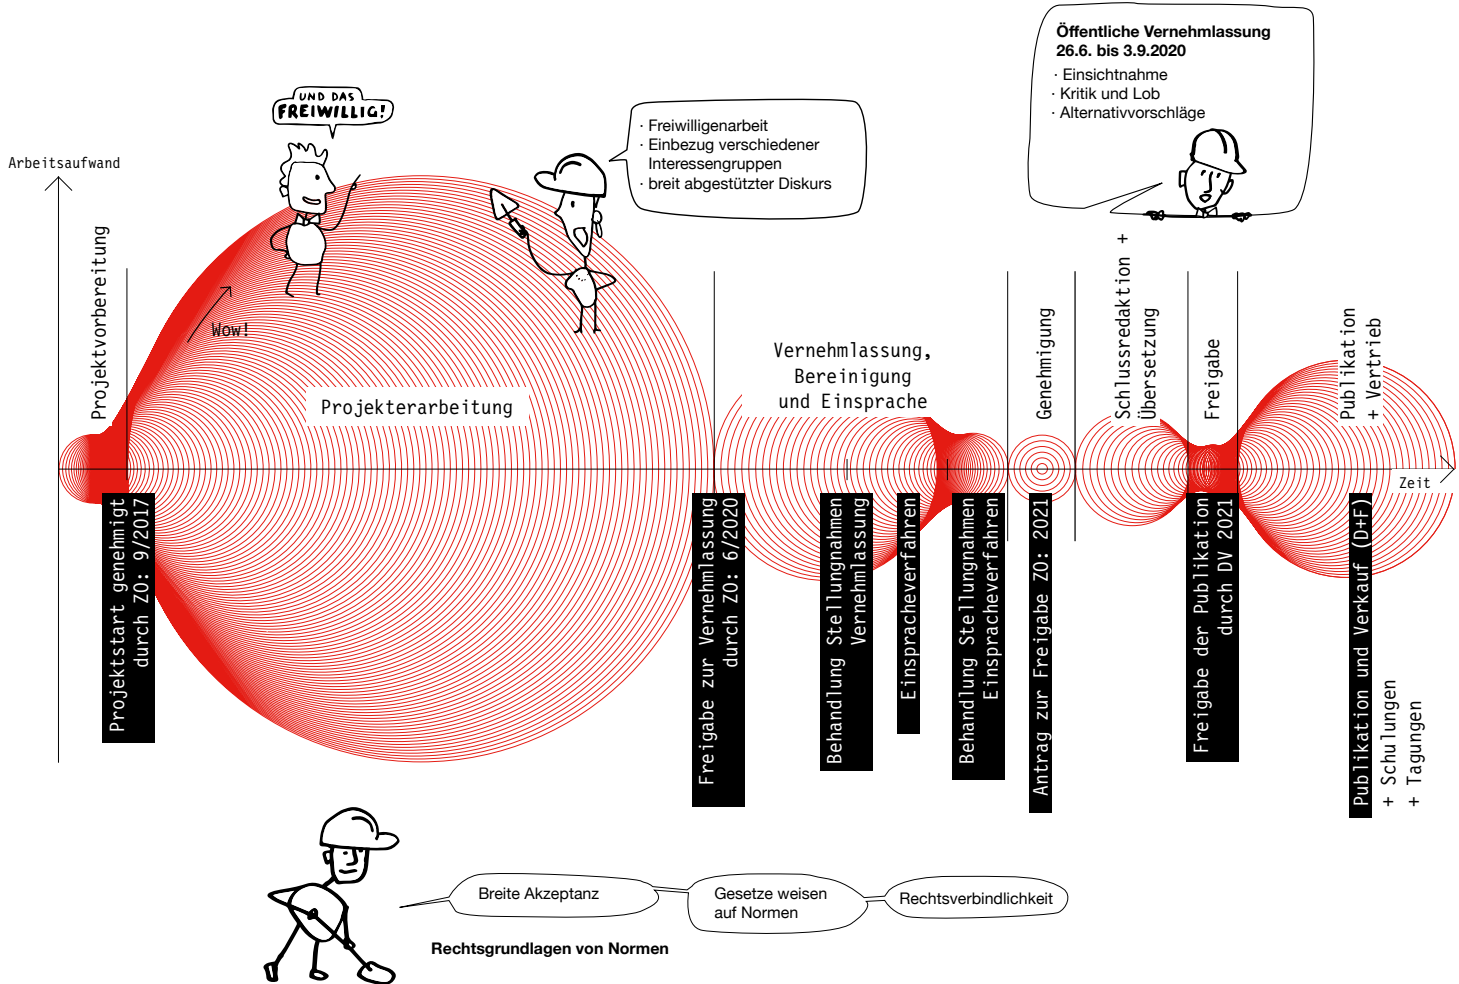 Öffentliche Vernehmlassung
26.6. bis 3.9.2020
· Einsichtnahme
· Kritik und Lob
· Alternativvorschläge
UND DAS
FREIWILLIG!
· Freiwilligenarbeit
· Einbezug verschiedener
Interessengruppen
· breit abgestützter Diskurs
Arbeitsaufwand
Wow!
Projektvorbereitung
Projekterarbeitung
Vernehmlassung,
Bereinigung
und Einsprache
Genehmigung
Schlussredaktion +
Übersetzung
Freigabe
Publikation
+ Vertrieb
Zeit
Projektstart genehmigt
durch ZO: 9/2017
Freigabe zur Vernehmlassung
durch ZO: 6/2020
Behandlung Stellungnahmen
Vernehmlassung
Einspracheverfahren
Behandlung Stellungnahmen
Einspracheverfahren
Antrag zur Freigabe ZO: 2021
Freigabe der Publikation
durch DV 2021
Publikation und Verkauf (D+F)
+ Schulungen
+ Tagungen
Breite Akzeptanz
Gesetze weisen
auf Normen
Rechtsverbindlichkeit
Rechtsgrundlagen von Normen